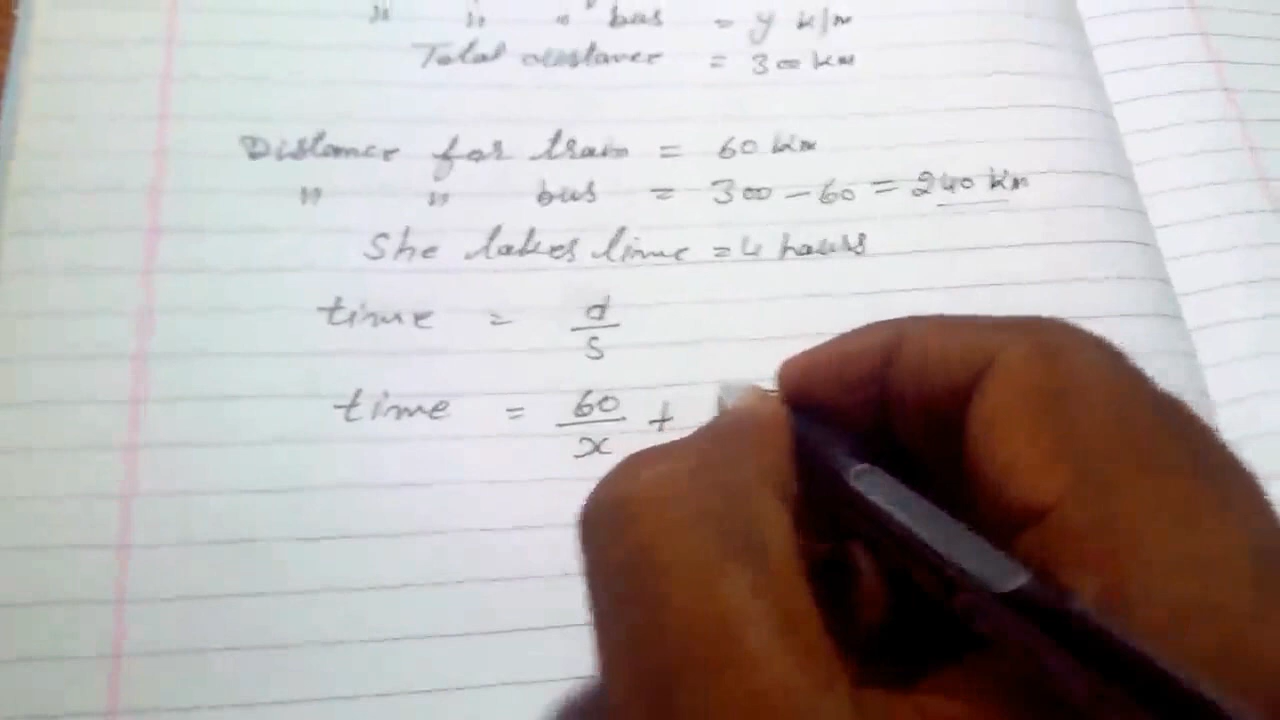 " " " bus = y k/m
Total distance = 300 km
Distance for train = 60 km
" " bus = 300 – 60 = 240 km
She takes time = 4 hours
time = d/s
time = 60/x +